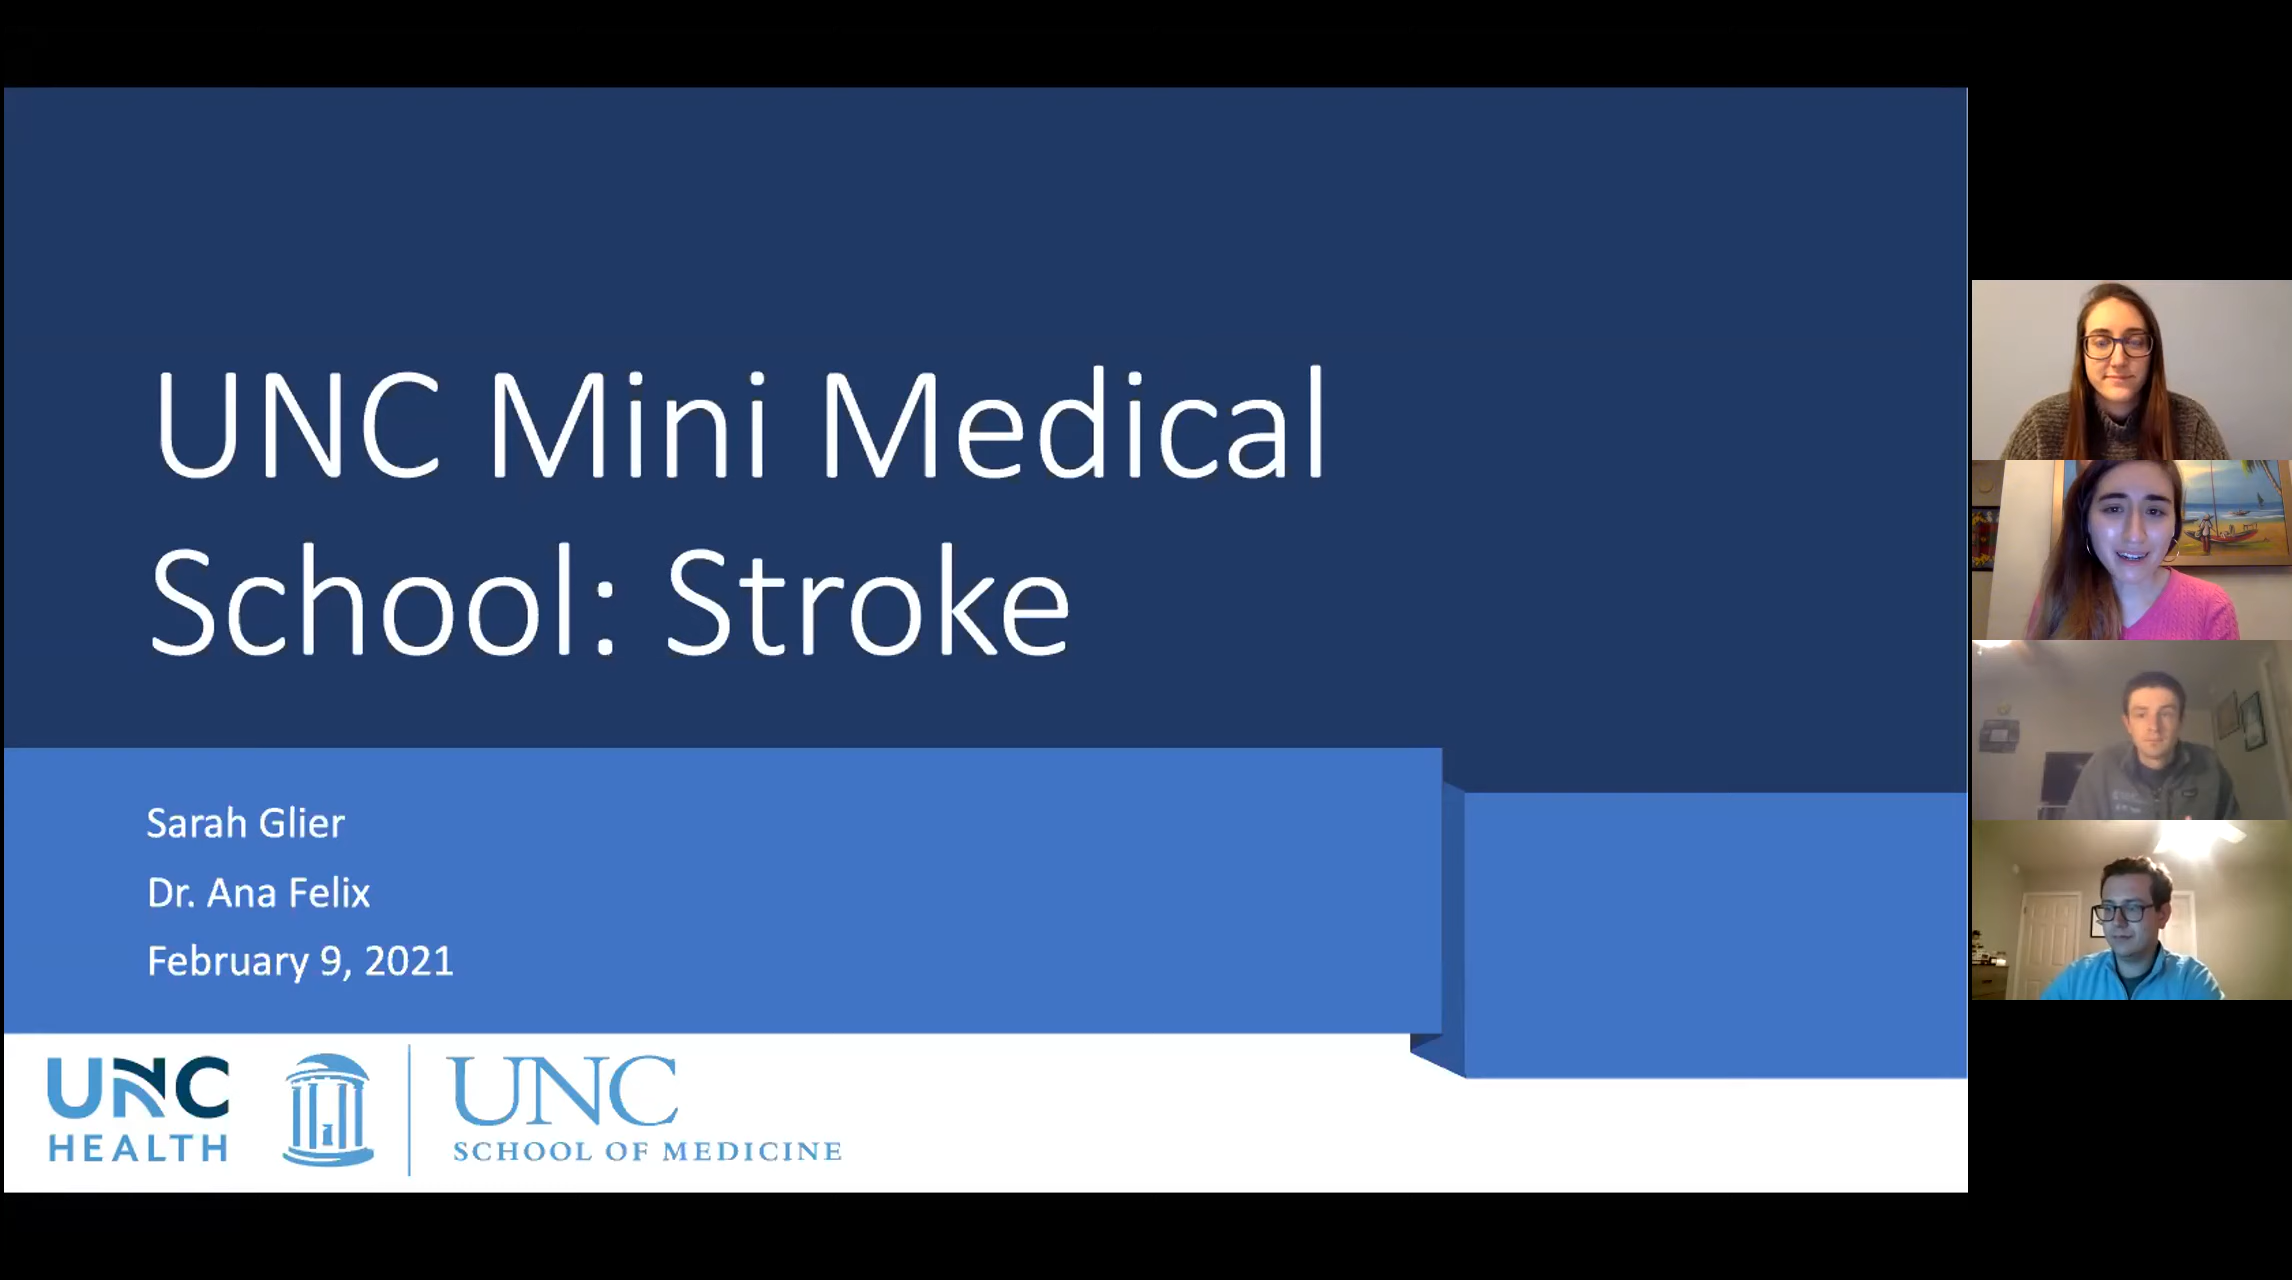 UNC Mini Medical
School: Stroke
Sarah Glier
Dr. Ana Felix
February 9, 2021
UNC
HEALTH
UNC
SCHOOL OF MEDICINE